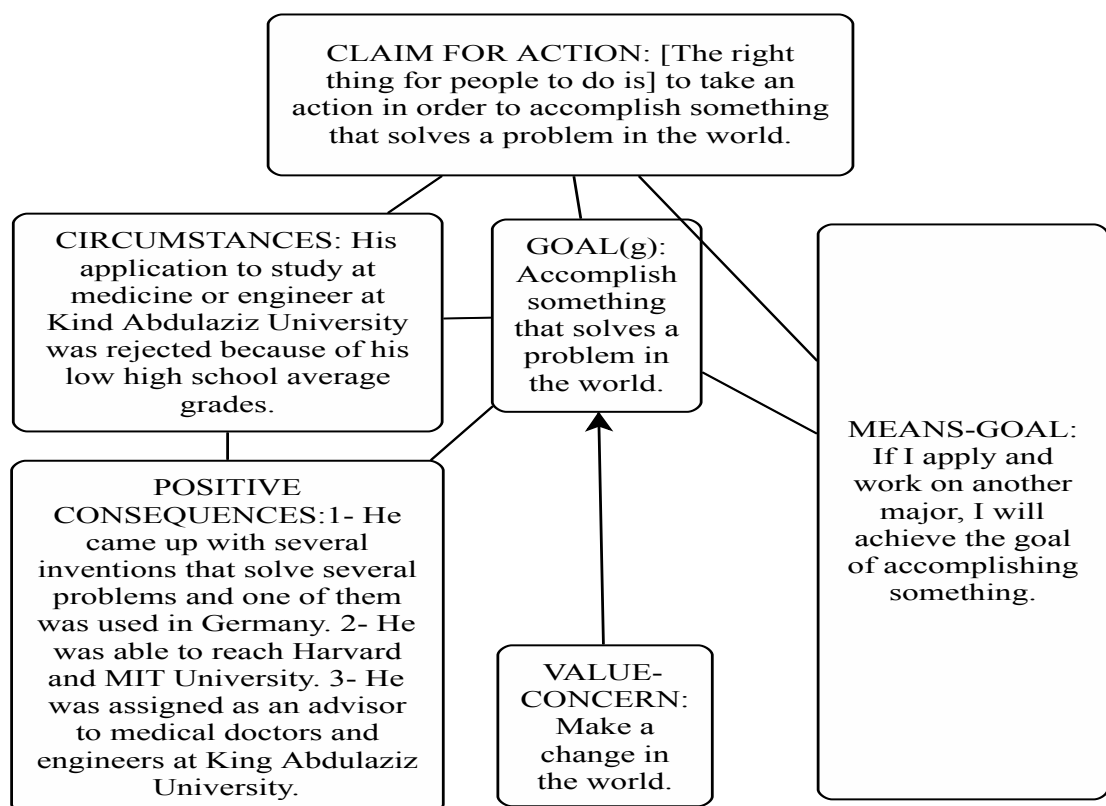 CLAIM FOR ACTION: [The right
thing for people to do is] to take an
action in order to accomplish something
that solves a problem in the world.
CIRCUMSTANCES: His
application to study at
medicine or engineer at
Kind Abdulaziz University
was rejected because of his
low high school average
grades.
GOAL(g):
Accomplish
something
that solves a
problem in
the world.
MEANS-GOAL:
If I apply and
work on another
major, I will
achieve the goal
of accomplishing
something.
POSITIVE
CONSEQUENCES:1- He
came up with several
inventions that solve several
problems and one of them
was used in Germany. 2- He
was able to reach Harvard
and MIT University. 3- He
was assigned as an advisor
to medical doctors and
engineers at King Abdulaziz
University.
VALUE-
CONCERN:
Make a
change in
the world.